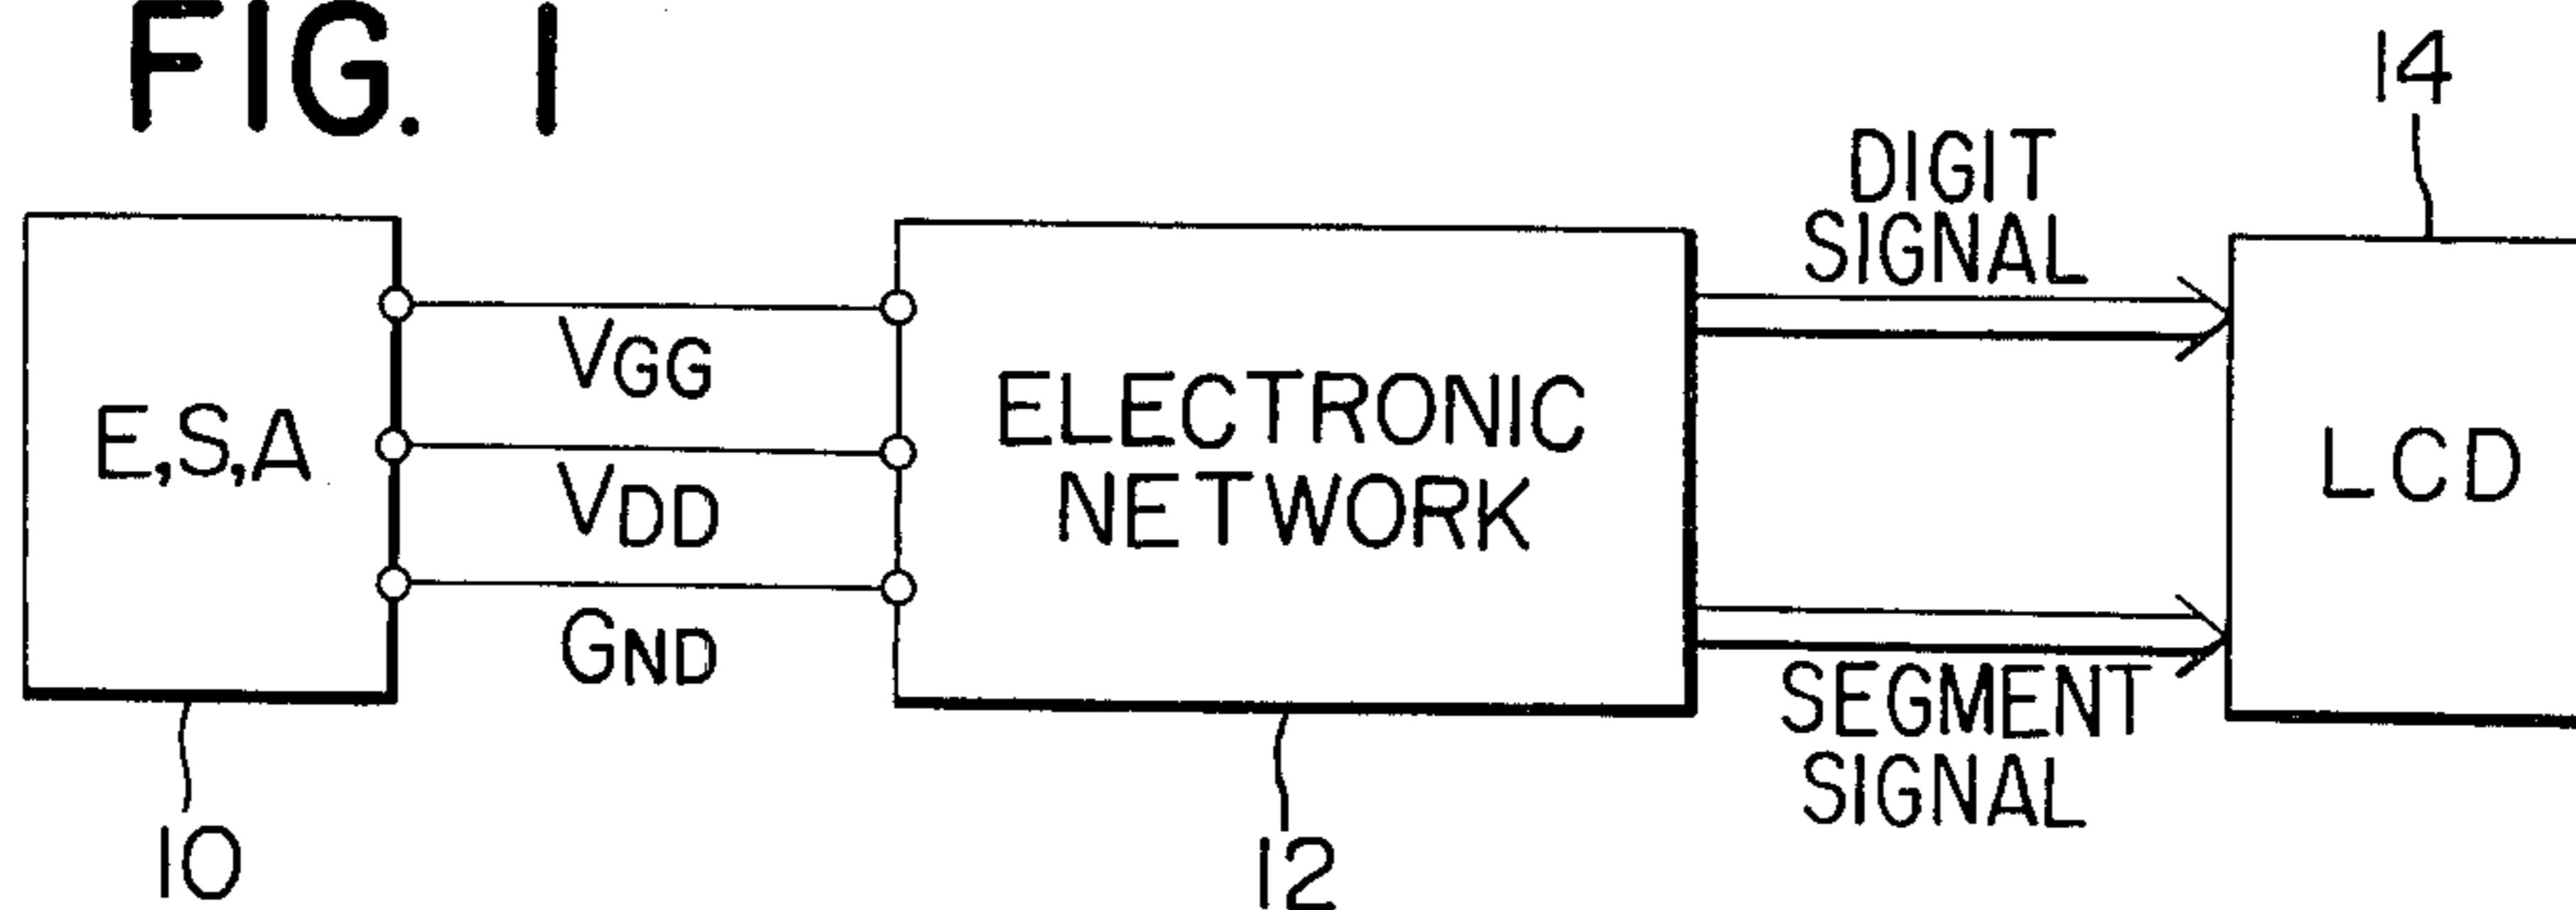 FIG. 1
14
DIGIT
SIGNAL
E,S,A
VGG
VDD
GND
ELECTRONIC
NETWORK
LCD
SEGMENT
SIGNAL
10
12